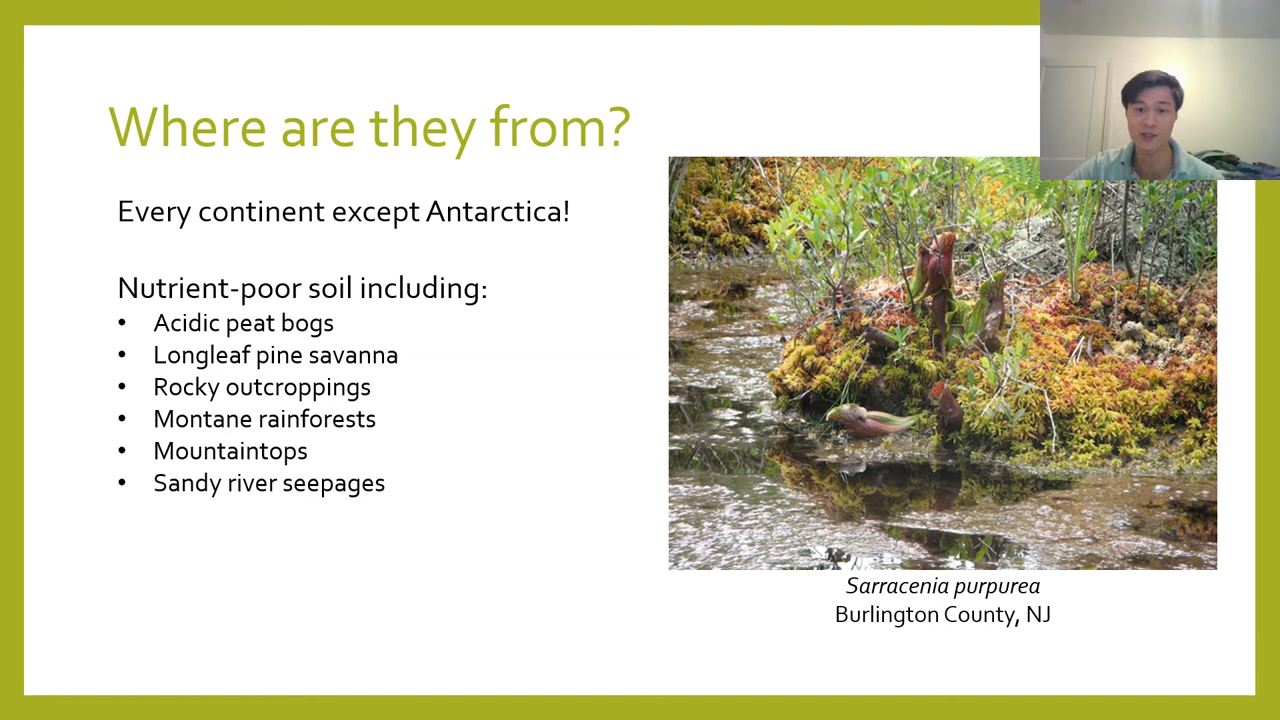 Where are they from?
Every continent except Antarctica!
Nutrient-poor soil including:
• Acidic peat bogs
• Longleaf pine savanna
• Rocky outcroppings
• Montane rainforests
• Mountaintops
• Sandy river seepages
Sarracenia purpurea
Burlington County, NJ